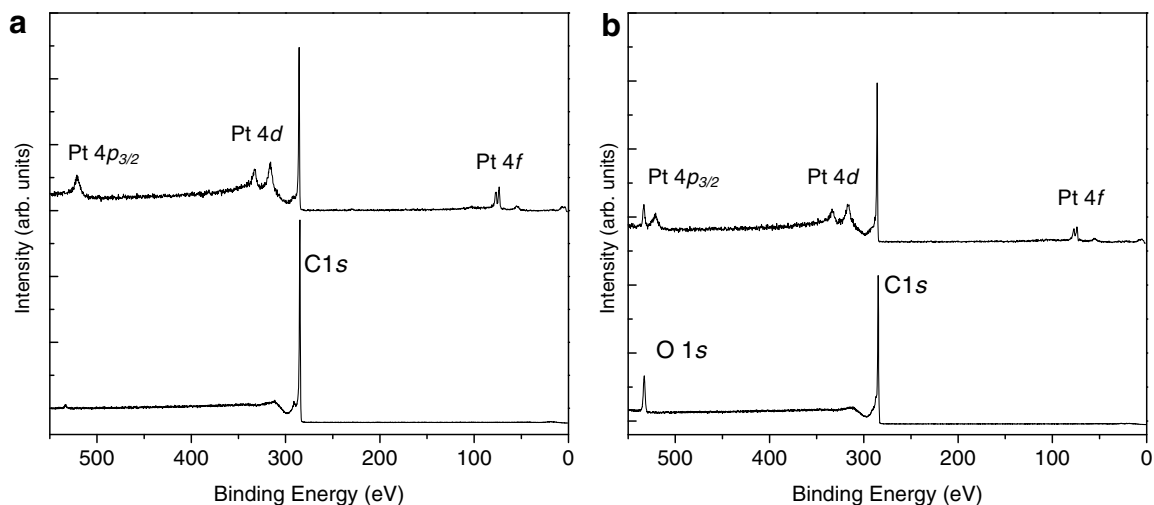 a
Intensity (arb. units)
Pt 4p3/2
Pt 4d
Pt 4f
C1s
500 400 300 200 100 0
Binding Energy (eV)
b
Intensity (arb. units)
Pt 4p3/2
Pt 4d
Pt 4f
C1s
O 1s
500 400 300 200 100 0
Binding Energy (eV)